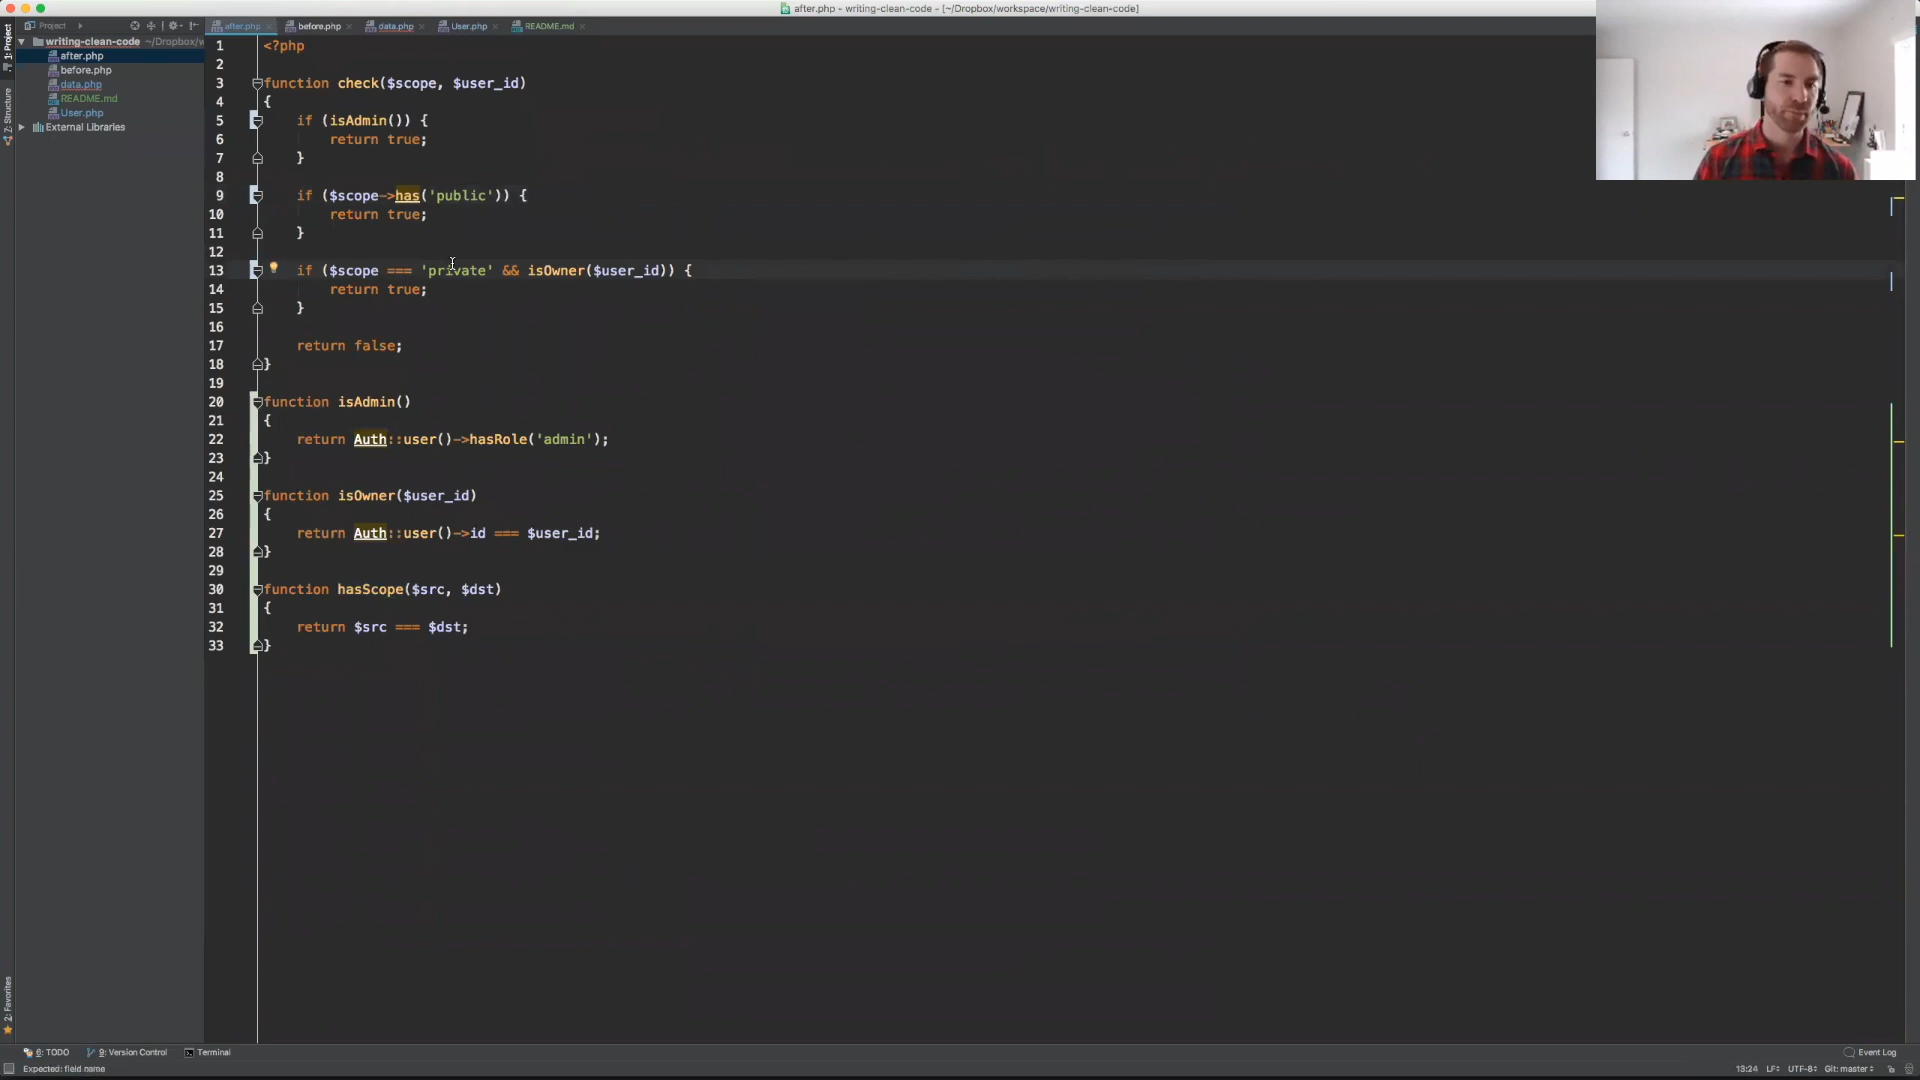 after.php - writing-clean-code - [~/Dropbox/workspace/writing-clean-code]
Project
after.php
before.php
data.php
User.php
README.md
1: Project
writing-clean-code ~/Dropbox/w
after.php
before.php
data.php
README.md
User.php
External Libraries
7: Structure
2: Favorites
1 <?php
2
3 function check($scope, $user_id)
4 {
5 if (isAdmin()) {
6 return true;
7 }
8
9 if ($scope->has('public')) {
10 return true;
11 }
12
13 if ($scope === 'private' && isOwner($user_id)) {
14 return true;
15 }
16
17 return false;
18 }
19
20 function isAdmin()
21 {
22 return Auth::user()->hasRole('admin');
23 }
24
25 function isOwner($user_id)
26 {
27 return Auth::user()->id === $user_id;
28 }
29
30 function hasScope($src, $dst)
31 {
32 return $src === $dst;
33 }
6: TODO
9: Version Control
Terminal
Event Log
Expected: field name
13:24 LF÷ UTF-8÷ Git: master÷